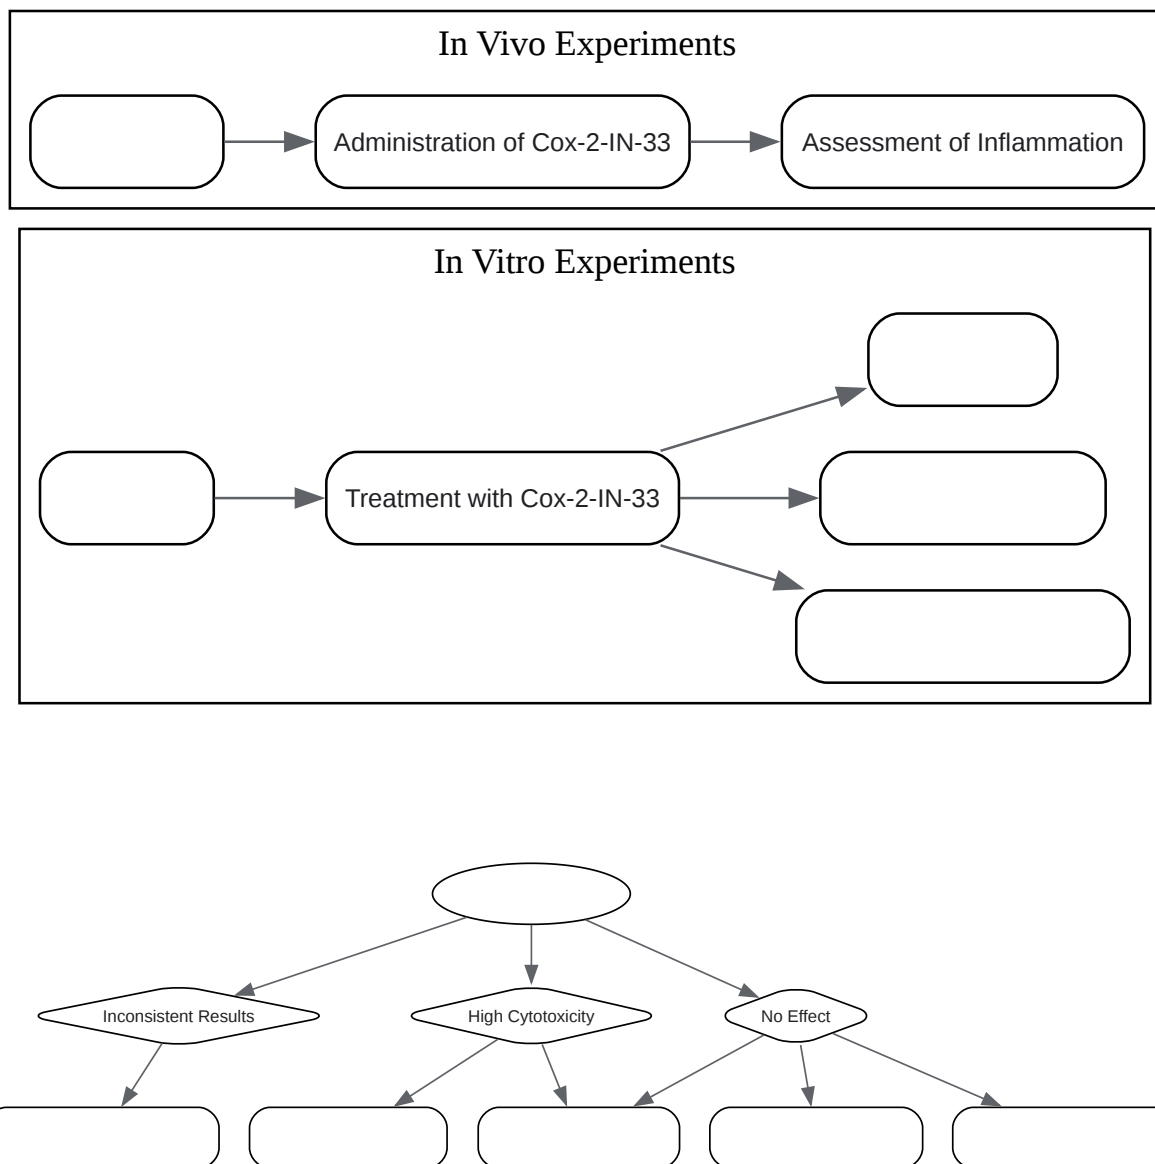 In Vivo Experiments
Administration of Cox-2-IN-33
Assessment of Inflammation
In Vitro Experiments
Treatment with Cox-2-IN-33
Inconsistent Results
High Cytotoxicity
No Effect